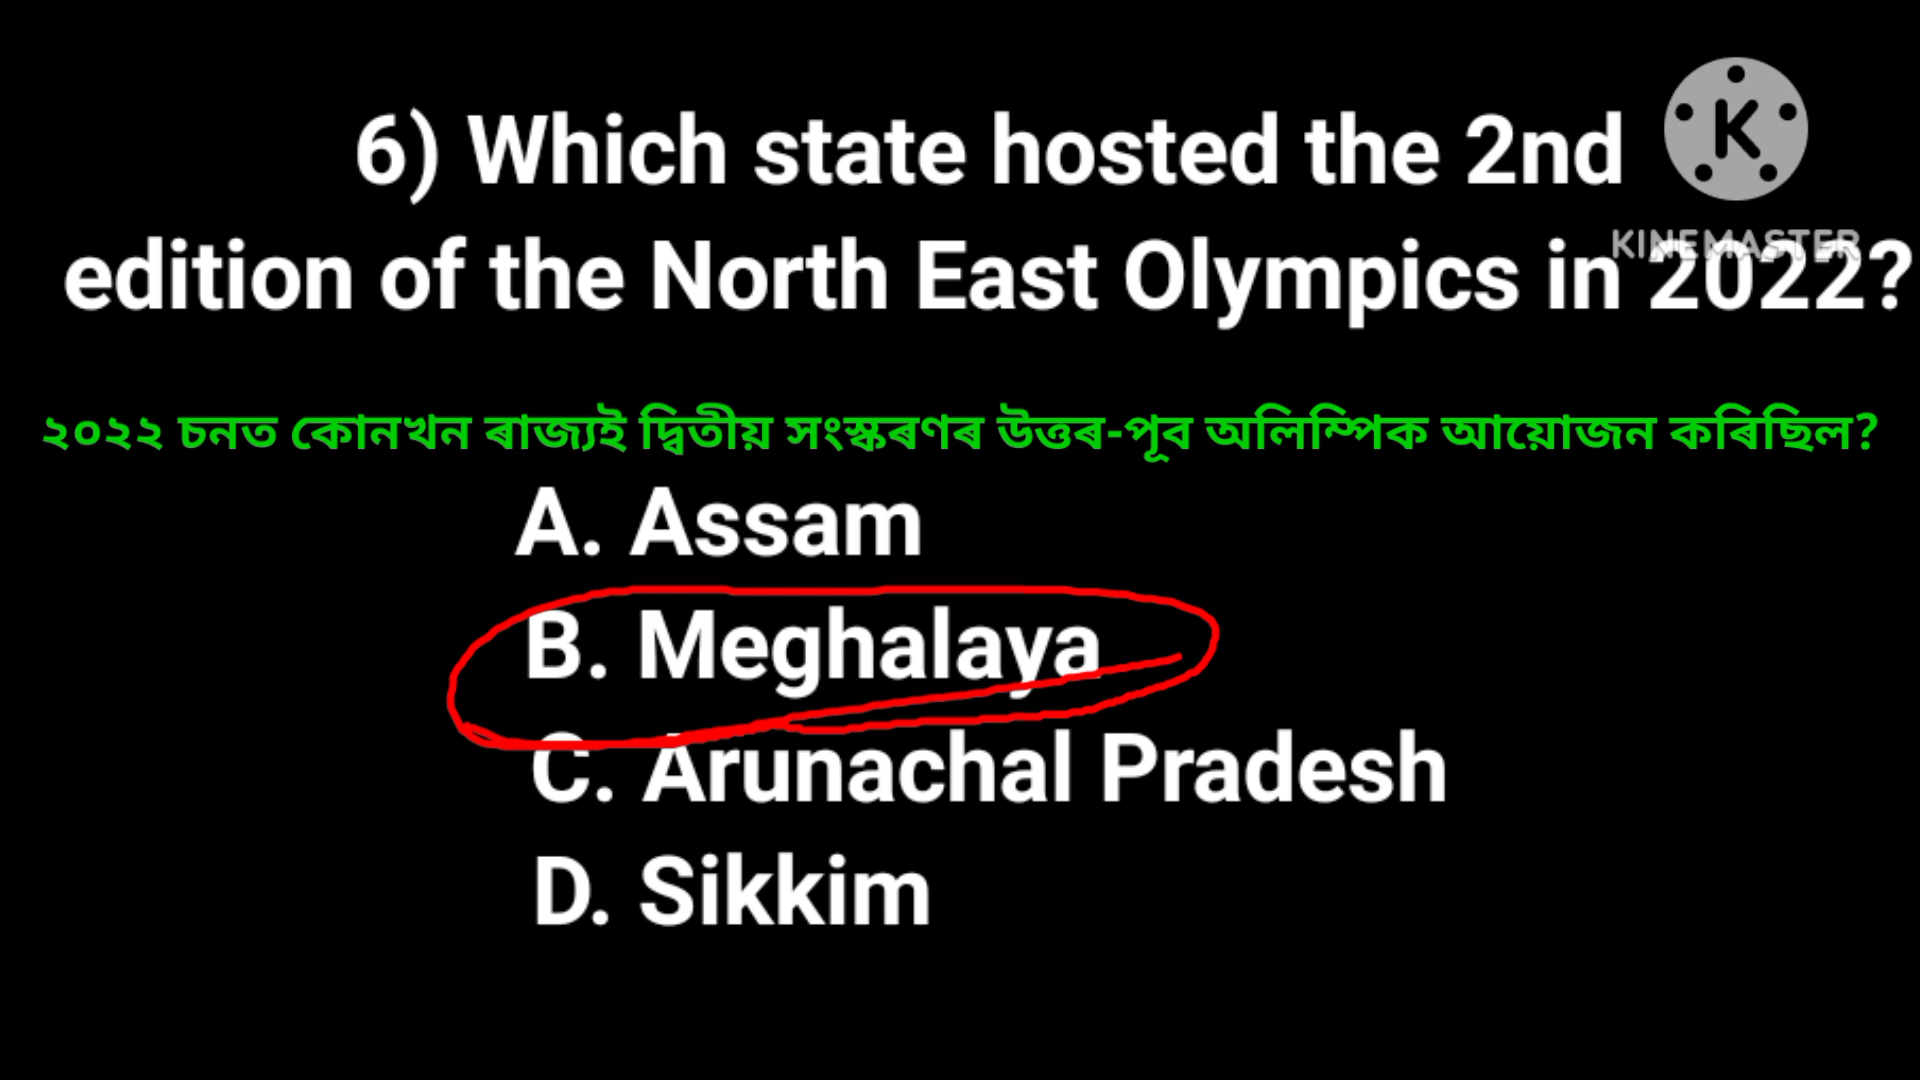 6) Which state hosted the 2nd
K
KINEMASTER
edition of the North East Olympics in 2022?
২০২২ চনত কোনখন ৰাজ্যই দ্বিতীয় সংস্কৰণৰ উত্তৰ-পূব অলিম্পিক আয়োজন কৰিছিল?
A. Assam
B. Meghalaya
C. Arunachal Pradesh
D. Sikkim